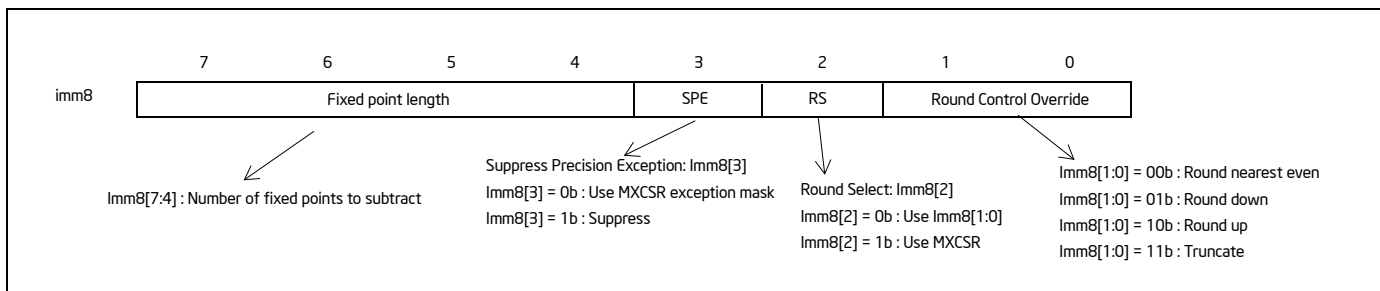 7 6 5 4 3 2 1 0
imm8 Fixed point length SPE RS Round Control Override
Imm8[7:4] : Number of fixed points to subtract
Suppress Precision Exception: Imm8[3]
Imm8[3] = 0b : Use MXCSR exception mask
Imm8[3] = 1b : Suppress
Round Select: Imm8[2]
Imm8[2] = 0b : Use Imm8[1:0]
Imm8[2] = 1b : Use MXCSR
Imm8[1:0] = 00b : Round nearest even
Imm8[1:0] = 01b : Round down
Imm8[1:0] = 10b : Round up
Imm8[1:0] = 11b : Truncate